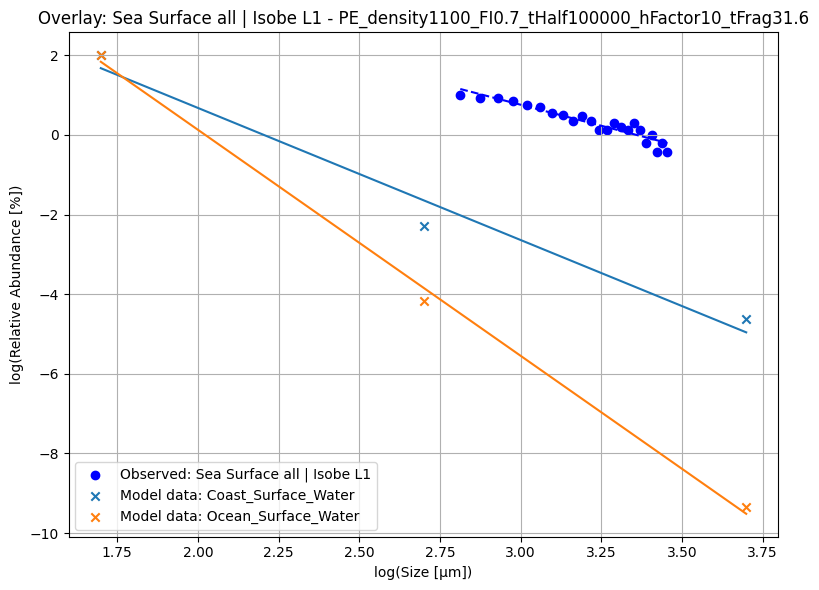 Overlay: Sea Surface all | Isobe L1 - PE_density1100_FI0.7_tHalf100000_hFactor10_tFrag31.6
log(Relative Abundance [%])
2
0
−2
−4
−6
−8
−10
Observed: Sea Surface all | Isobe L1
Model data: Coast_Surface_Water
Model data: Ocean_Surface_Water
1.75
2.00
2.25
2.50
2.75
3.00
3.25
3.50
3.75
log(Size [μm])